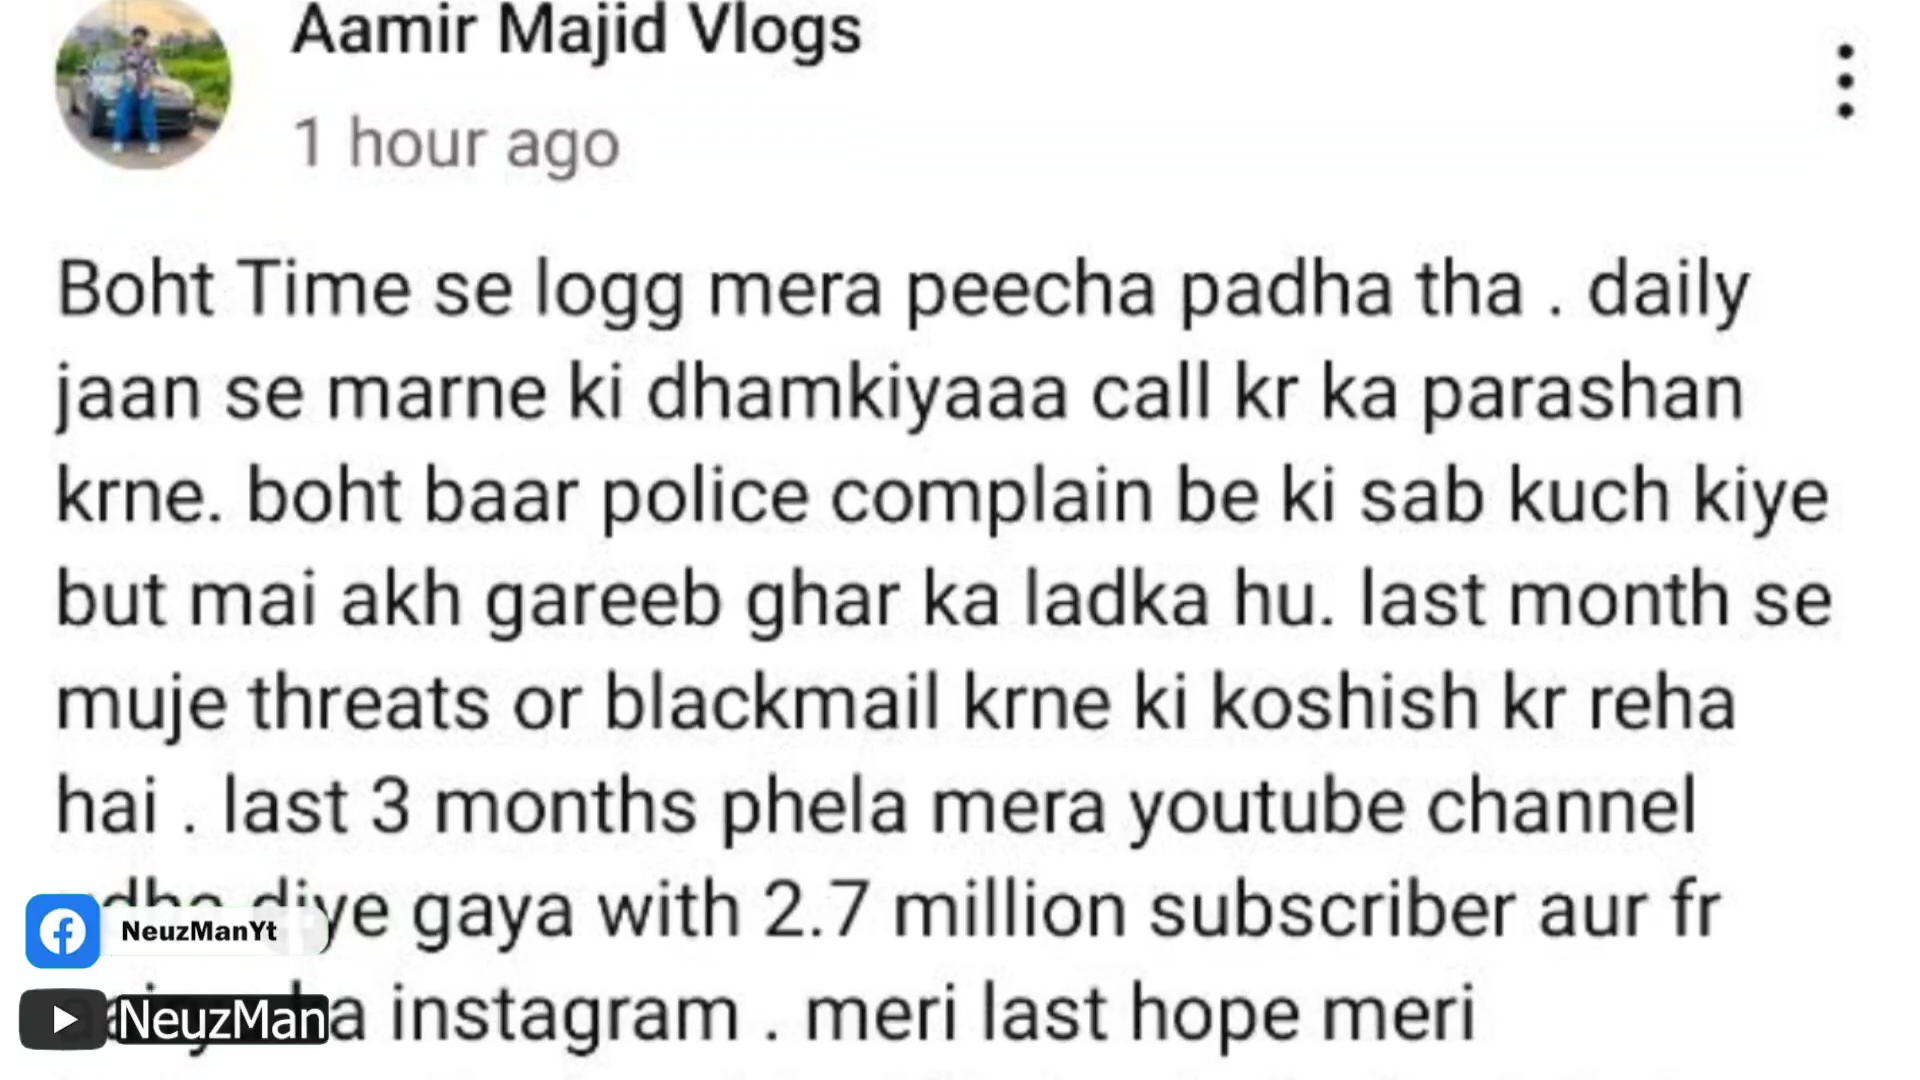 Aamir Majid Vlogs
1 hour ago
Boht Time se logg mera peecha padha tha . daily
jaan se marne ki dhamkiyaaa call kr ka parashan
krne. boht baar police complain be ki sab kuch kiye
but mai akh gareeb ghar ka ladka hu. last month se
muje threats or blackmail krne ki koshish kr reha
hai . last 3 months phela mera youtube channel
diye gaya with 2.7 million subscriber aur fr
NeuzManYt
instagram . meri last hope meri
NeuzMan